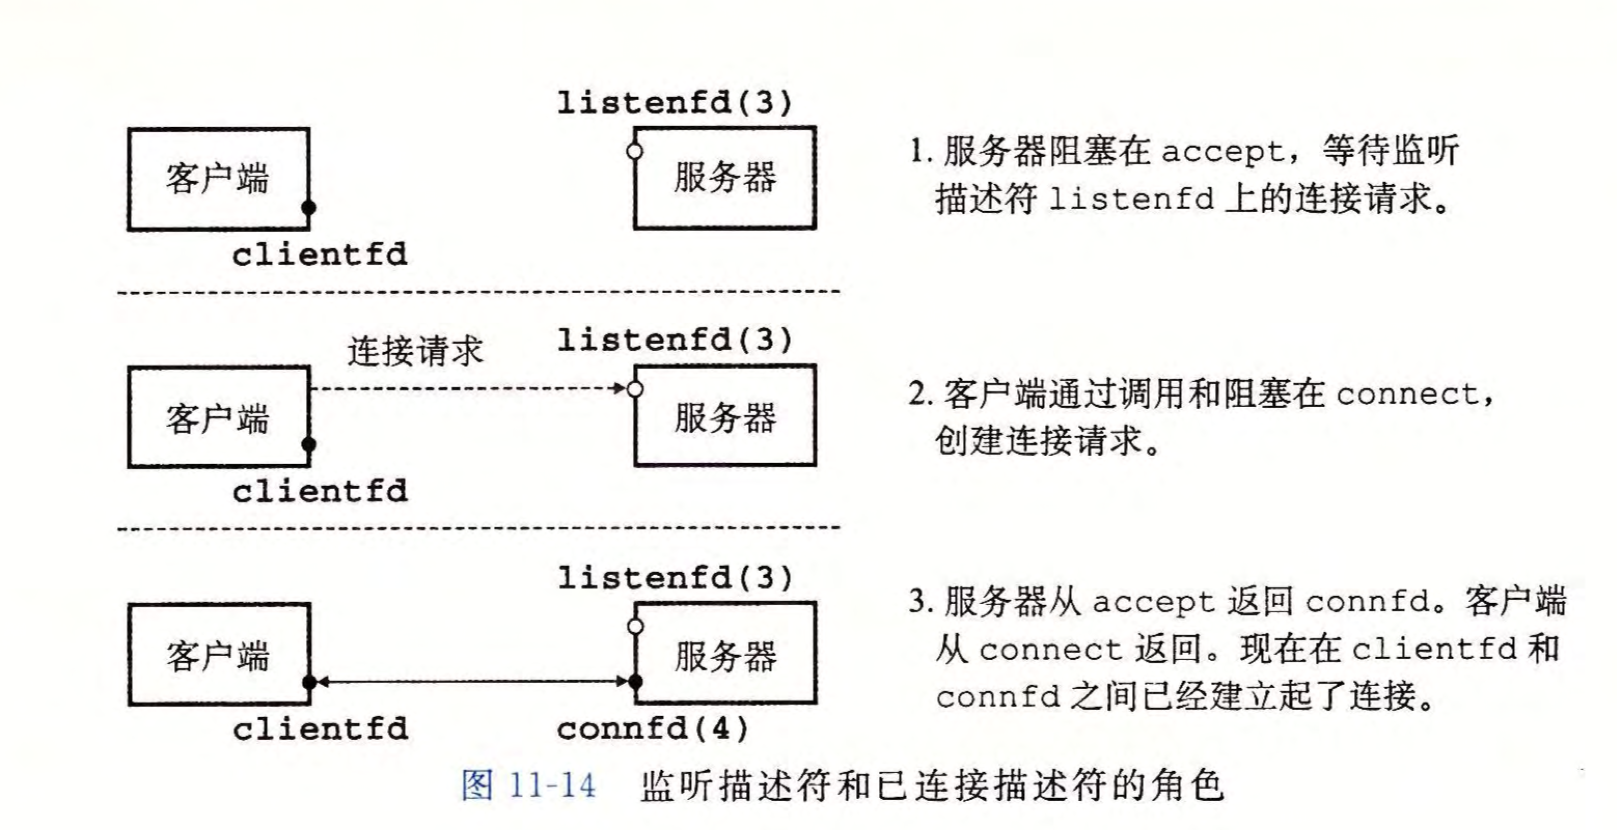 listenfd(3)
客户端
服务器
clientfd
1. 服务器阻塞在 accept，等待监听
描述符 listenfd 上的连接请求。
连接请求
listenfd(3)
客户端
服务器
clientfd
2. 客户端通过调用和阻塞在 connect，
创建连接请求。
listenfd(3)
客户端
服务器
clientfd
connfd(4)
3. 服务器从 accept 返回 connfd。客户端
从 connect 返回。现在在 clientfd 和
connfd 之间已经建立起了连接。
图 11-14 监听描述符和已连接描述符的角色